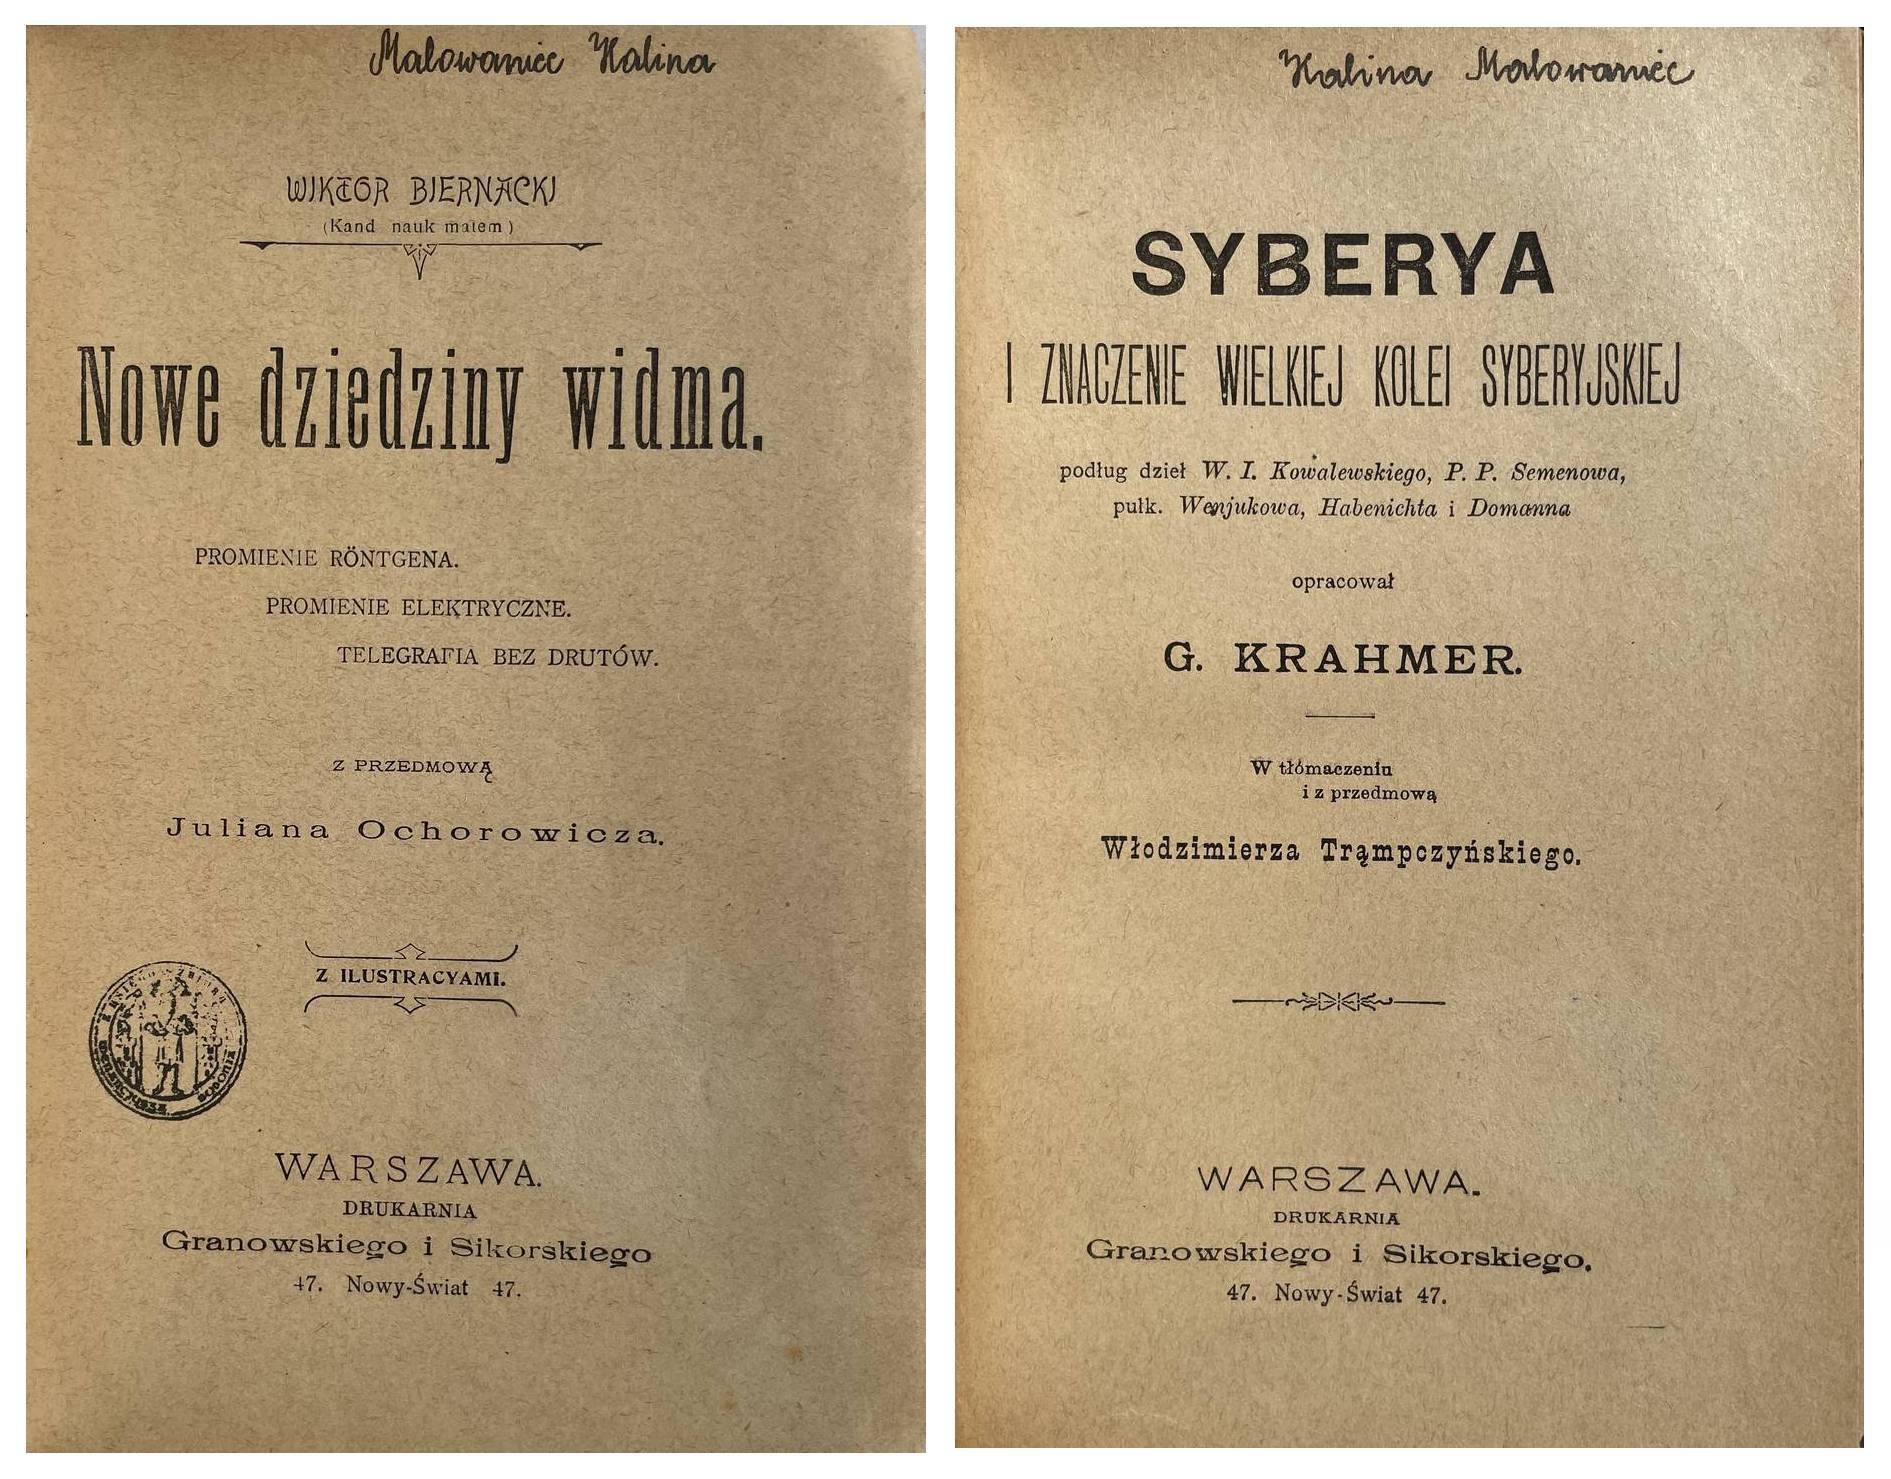 Malowaniec Halina
WIKTOR BIERNACKI
(Kand nauk matem)
Nowe dziedziny widma.
PROMIENIE RÖNTGENA.
PROMIENIE ELEKTRYCZNE.
TELEGRAFIA BEZ DRUTÓW.
Z PRZEDMOWĄ
Juliana Ochorowicza.
Z ILUSTRACYAMI.
WARSZAWA.
DRUKARNIA
Granowskiego i Sikorskiego
47. Nowy-Świat 47.
Halina Malowaniec
SYBERYA
I ZNACZENIE WIELKIEJ KOLEI SYBERYJSKIEJ
podług dzieł W. I. Kowalewskiego, P. P. Semenowa,
pułk. Wenjukowa, Habenichta i Domanna
opracował
G. KRAHMER.
W tłómaczeniu
i z przedmową
Włodzimierza Trąmpczyńskiego.
WARSZAWA.
DRUKARNIA
Granowskiego i Sikorskiego.
47. Nowy-Świat 47.